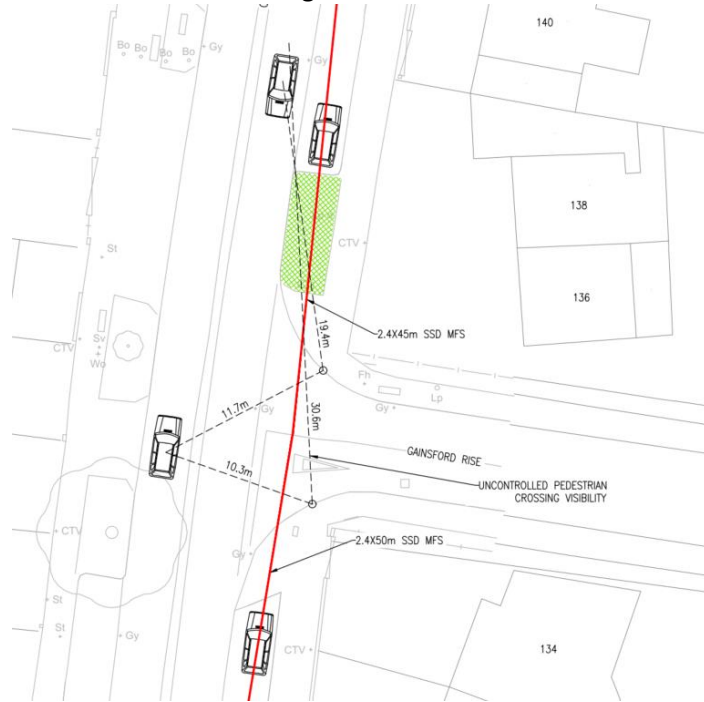 140
Bo
Bo
Bo
Bo
Gy
Gy
138
CTV
St
136
2.4X45m SSD MFS
19.4m
Sv
CTV
Wo
Fh
Lp
Gy
11.7m
Gy
30.6m
GAINSFORD RISE
10.3m
UNCONTROLLED PEDESTRIAN
CROSSING VISIBILITY
CTV
Gy
2.4X50m SSD MFS
St
St
Gy
CTV
134